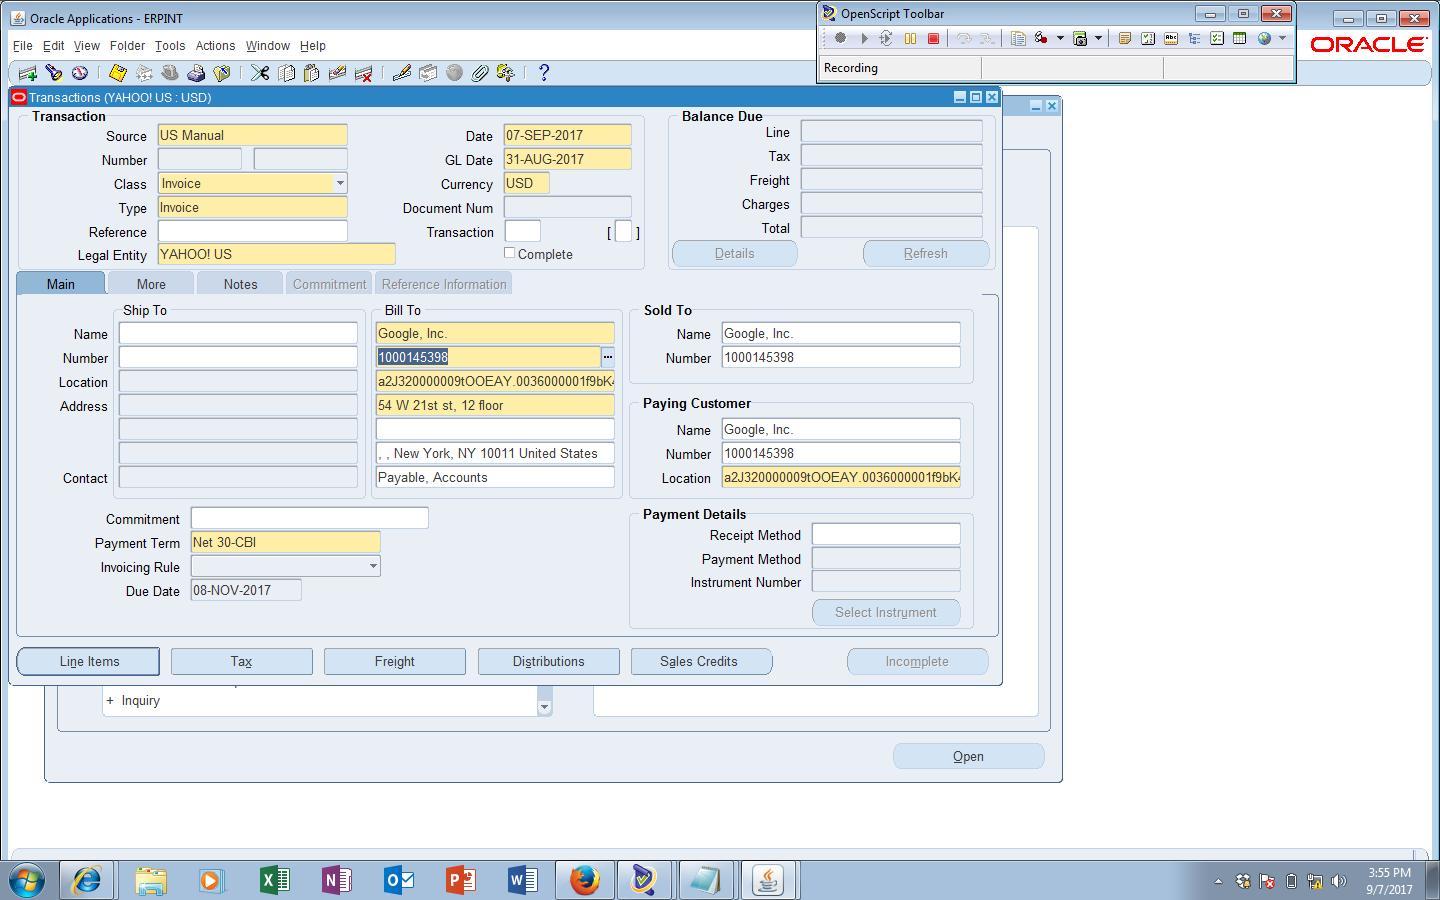 Oracle Applications - ERPINT
OpenScript Toolbar
File Edit View Folder Tools Actions Window Help
ORACLE
Recording
Transactions (YAHOO! US : USD)
Transaction
Source US Manual
Number
Class Invoice
Type Invoice
Reference
Legal Entity YAHOO! US
Date 07-SEP-2017
GL Date 31-AUG-2017
Currency USD
Document Num
Transaction [ ]
Complete
Balance Due
Line
Tax
Freight
Charges
Total
Details Refresh
Main More Notes Commitment Reference Information
Ship To
Name
Number
Location
Address
Contact
Bill To
Google, Inc.
1000145398
a2J320000009tOOEAY.0036000001f9bK
54 W 21st st, 12 floor
, , New York, NY 10011 United States
Payable, Accounts
Sold To
Name Google, Inc.
Number 1000145398
Paying Customer
Name Google, Inc.
Number 1000145398
Location a2J320000009tOOEAY.0036000001f9bK
Commitment
Payment Term Net 30-CBI
Invoicing Rule
Due Date 08-NOV-2017
Payment Details
Receipt Method
Payment Method
Instrument Number
Select Instrument
Line Items Tax Freight Distributions Sales Credits Incomplete
+ Inquiry
Open
3:55 PM
9/7/2017